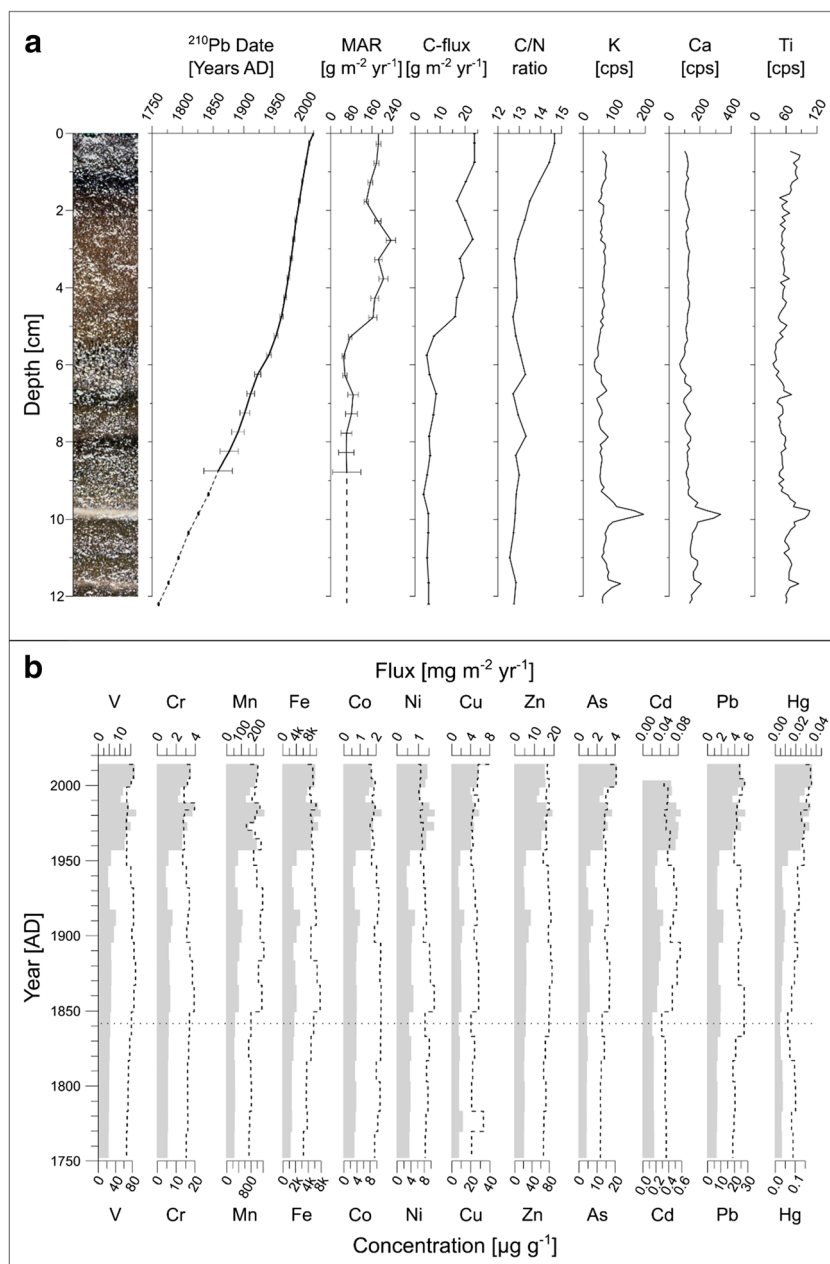 a
210Pb Date MAR C-flux C/N K Ca Ti
[Years AD] [g m-2 yr-1] [g m-2 yr-1] ratio [cps] [cps] [cps]
1750 1800 1850 1900 1950 2000 0 80 160 240 0 10 20 12 13 14 15 0 100 200 0 200 400 0 60 120
0
2
4
6
8
10
12
Depth [cm]
b
Flux [mg m-2 yr-1]
V Cr Mn Fe Co Ni Cu Zn As Cd Pb Hg
0 10 0 2 4 0 100 200 0 4k 8k 0 1 2 0 1 0 4 8 0 10 20 0 2 4 0.00 0.04 0.08 0 2 4 6 0.00 0.02 0.04
2000
1950
1900
1850
1800
1750
Year [AD]
0 40 80 0 10 20 0 800 0 2k 4k 6k 8k 0 4 8 0 4 8 0 20 40 0 40 80 0 10 20 0.0 0.2 0.4 0.6 0 10 20 30 0.0 0.1
V Cr Mn Fe Co Ni Cu Zn As Cd Pb Hg
Concentration [µg g-1]